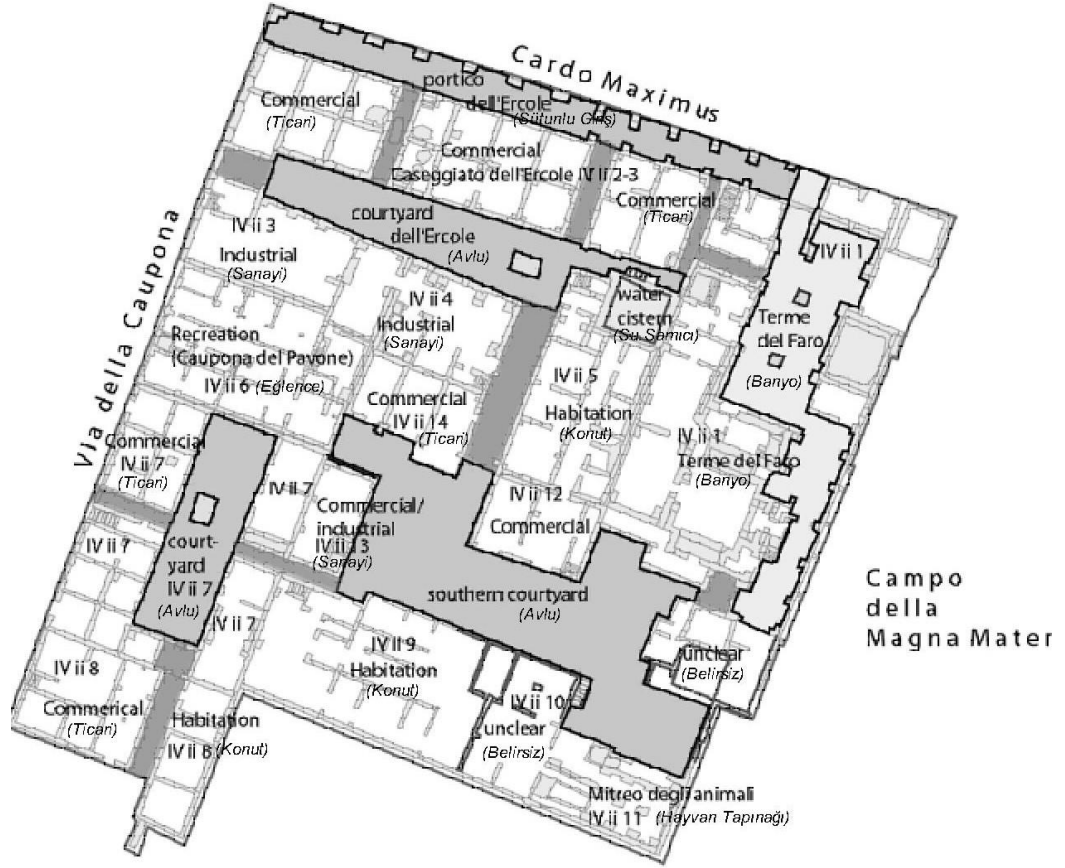 Cardo Maximus
portico
dell'Ercole
(Sütunlu Giriş)
Commercial
(Ticari)
Commercial
Caseggiato dell'Ercole IV ii 2-3
Commercial
(Ticari)
IV ii 3
Industrial
(Sanayi)
courtyard
dell'Ercole
(Avlu)
IV ii 1
Terme
del Faro
(Banyo)
water
cistern
(Su Sarnıcı)
IV ii 4
Industrial
(Sanayi)
Via della Caupona
Recreation
(Caupona del Pavone)
IV ii 6 (Eğlence)
Commercial
IV ii 14
(Ticari)
IV ii 5
Habitation
(Konut)
IV ii 1
Terme del Faro
(Banyo)
Commercial
IV ii 7
(Ticari)
IV ii 7
Commercial/
industrial
IV ii 13
(Sanayi)
IV ii 12
Commercial
IV ii 7
court-
yard
IV ii 7
(Avlu)
southern courtyard
(Avlu)
Campo
della
Magna Mater
IV ii 7
IV ii 9
Habitation
(Konut)
unclear
(Belirsiz)
IV ii 8
Commerical
(Ticari)
Habitation
IV ii 8 (Konut)
IV ii 10
unclear
(Belirsiz)
Mitreo degli animali
IV ii 11 (Hayvan Tapınağı)